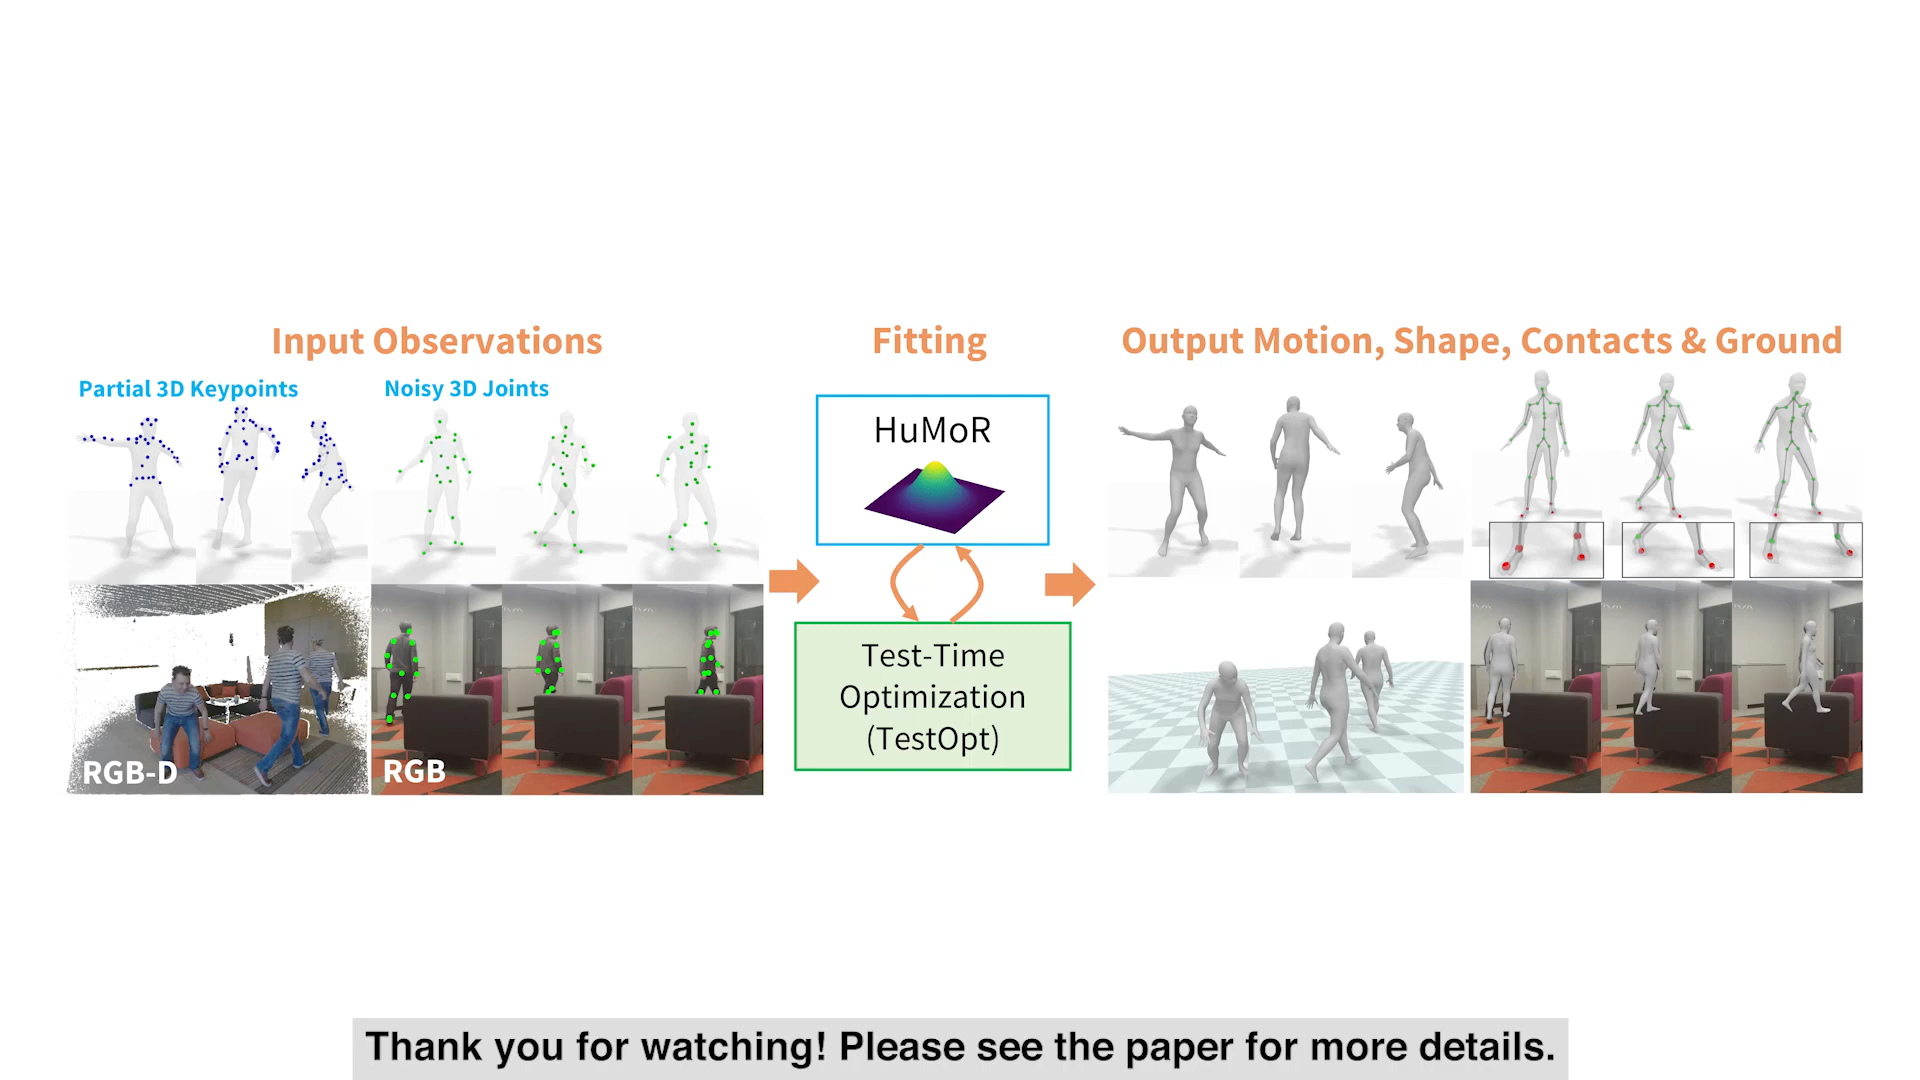 Input Observations
Fitting
Output Motion, Shape, Contacts & Ground
Partial 3D Keypoints
Noisy 3D Joints
HuMoR
RGB-D
RGB
Test-Time
Optimization
(TestOpt)
Thank you for watching! Please see the paper for more details.